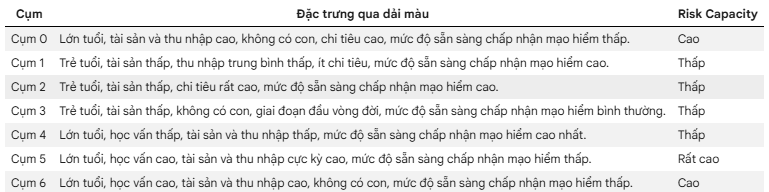 Cụm Đặc trưng qua dải màu Risk Capacity
Cụm 0 Lớn tuổi, tài sản và thu nhập cao, không có con, chi tiêu cao, mức độ sẵn sàng chấp nhận mạo hiểm thấp. Cao
Cụm 1 Trẻ tuổi, tài sản thấp, thu nhập trung bình thấp, ít chi tiêu, mức độ sẵn sàng chấp nhận mạo hiểm cao. Thấp
Cụm 2 Trẻ tuổi, tài sản thấp, chi tiêu rất cao, mức độ sẵn sàng chấp nhận mạo hiểm cao. Thấp
Cụm 3 Trẻ tuổi, tài sản thấp, không có con, giai đoạn đầu vòng đời, mức độ sẵn sàng chấp nhận mạo hiểm bình thường. Thấp
Cụm 4 Lớn tuổi, học vấn thấp, tài sản và thu nhập thấp, mức độ sẵn sàng chấp nhận mạo hiểm cao nhất. Thấp
Cụm 5 Lớn tuổi, học vấn cao, tài sản và thu nhập cực kỳ cao, mức độ sẵn sàng chấp nhận mạo hiểm thấp. Rất cao
Cụm 6 Lớn tuổi, học vấn cao, tài sản và thu nhập cao, không có con, mức độ sẵn sàng chấp nhận mạo hiểm thấp. Cao